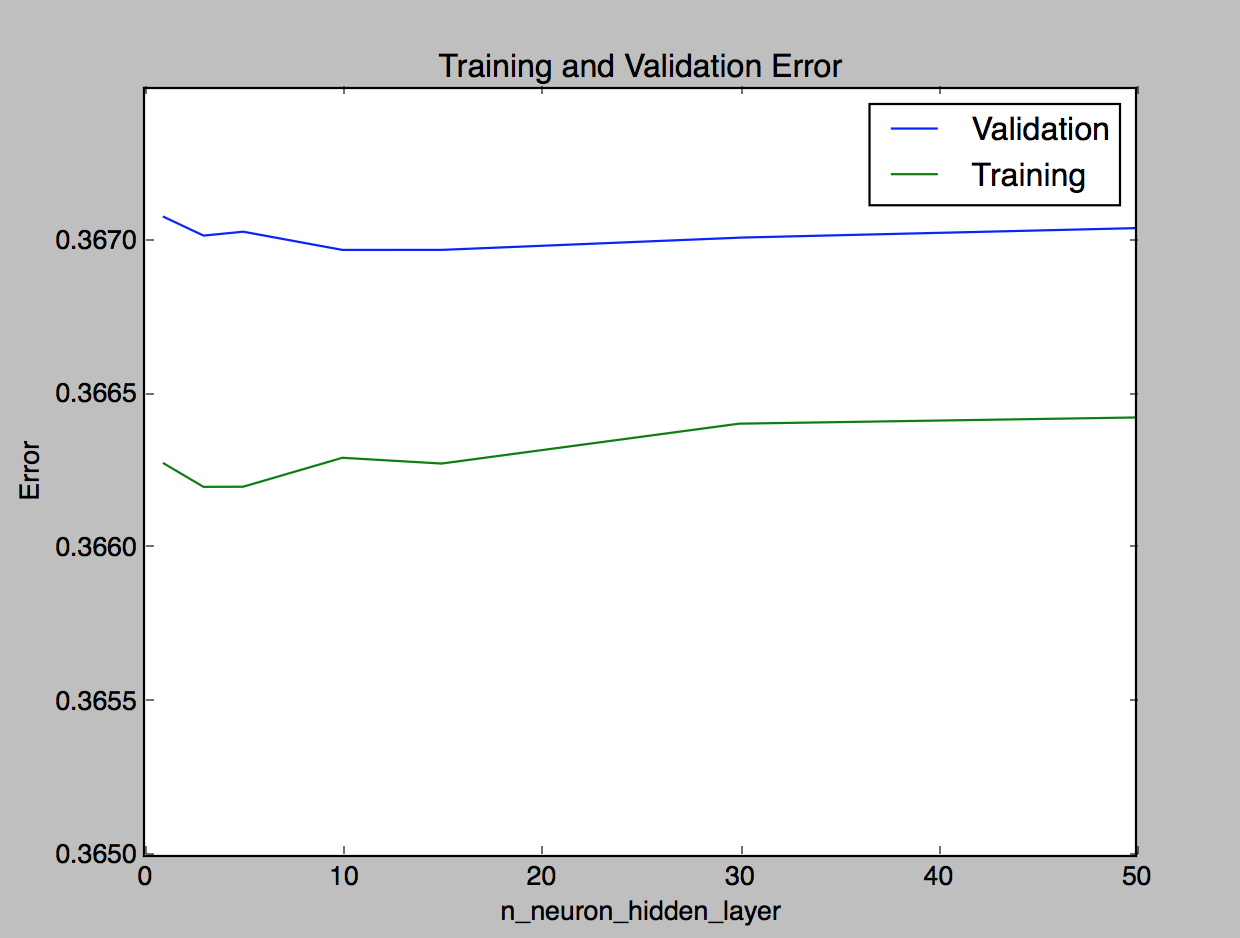 Training and Validation Error
Validation
Training
0.3670
0.3665
0.3660
0.3655
0.3650
Error
0 10 20 30 40 50
n_neuron_hidden_layer